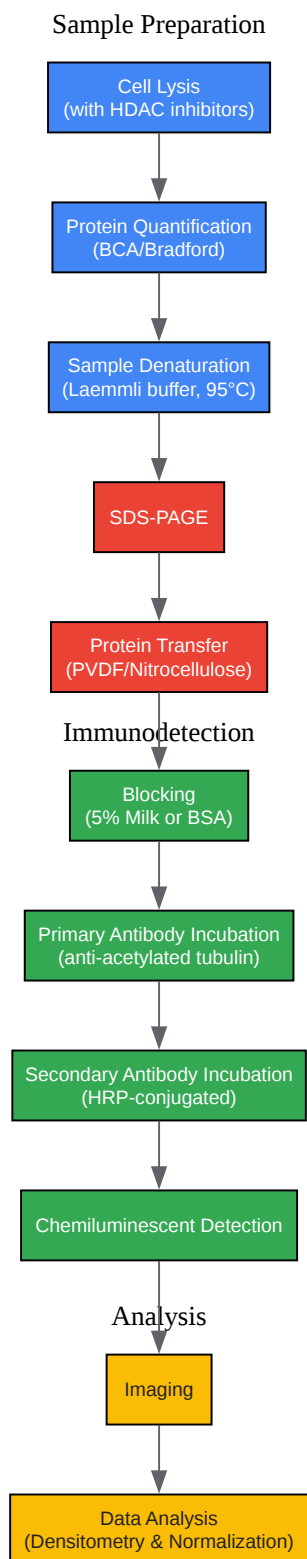 Sample Preparation
Cell Lysis
(with HDAC inhibitors)
Protein Quantification
(BCA/Bradford)
Sample Denaturation
(Laemmli buffer, 95°C)
SDS-PAGE
Protein Transfer
(PVDF/Nitrocellulose)
Immunodetection
Blocking
(5% Milk or BSA)
Primary Antibody Incubation
(anti-acetylated tubulin)
Secondary Antibody Incubation
(HRP-conjugated)
Chemiluminescent Detection
Analysis
Imaging
Data Analysis
(Densitometry & Normalization)